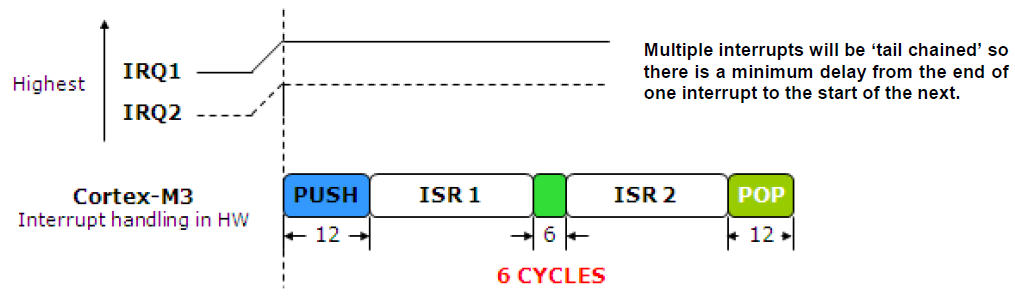 Highest
IRQ1
IRQ2
Multiple interrupts will be ‘tail chained’ so
there is a minimum delay from the end of
one interrupt to the start of the next.
Cortex-M3
Interrupt handling in HW
PUSH
ISR 1
ISR 2
POP
12
6
12
6 CYCLES